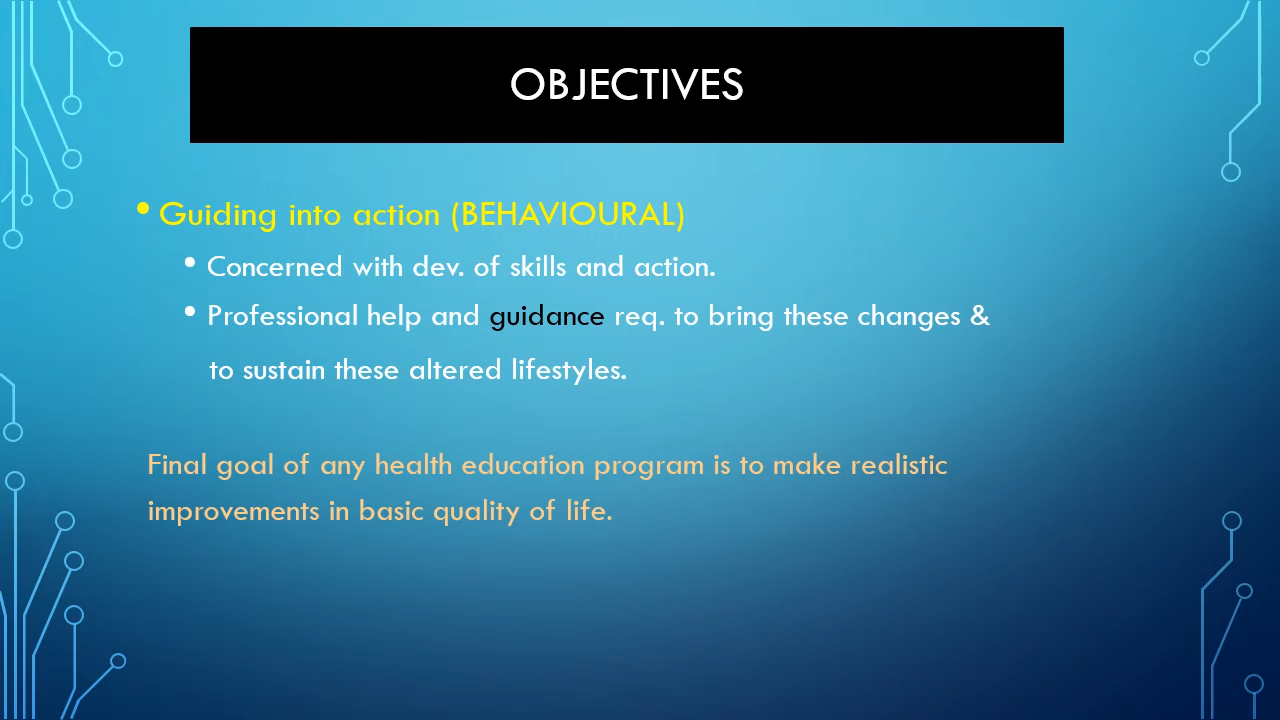 OBJECTIVES
• Guiding into action (BEHAVIOURAL)
• Concerned with dev. of skills and action.
• Professional help and guidance req. to bring these changes &
to sustain these altered lifestyles.
Final goal of any health education program is to make realistic
improvements in basic quality of life.